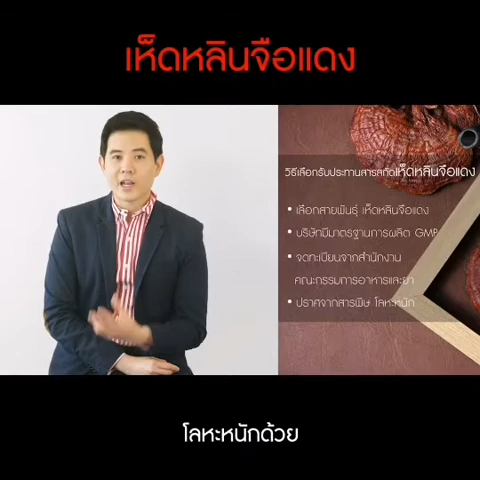 เห็ดหลินจือแดง
วิธีเลือกรับประทานสารสกัดเห็ดหลินจือแดง
• เลือกสายพันธุ์ เห็ดหลินจือแดง
• บริษัทมีมาตรฐานการผลิต GMP
• จดทะเบียนจากสำนักงาน
คณะกรรมการอาหารและยา
• ปราศจากสารพิษ โลหะหนัก
โลหะหนักด้วย